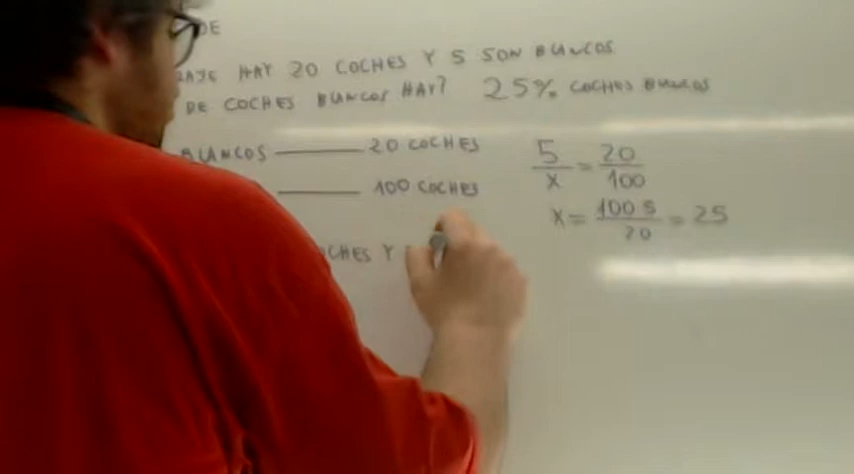 DE
HAY 20 COCHES Y 5 SON BLANCOS
DE COCHES BLANCOS HAY? 25% COCHES BLANCOS
BLANCOS 20 COCHES
100 COCHES
5/X = 20/100
X = 100 5/20 = 25
OCHES Y